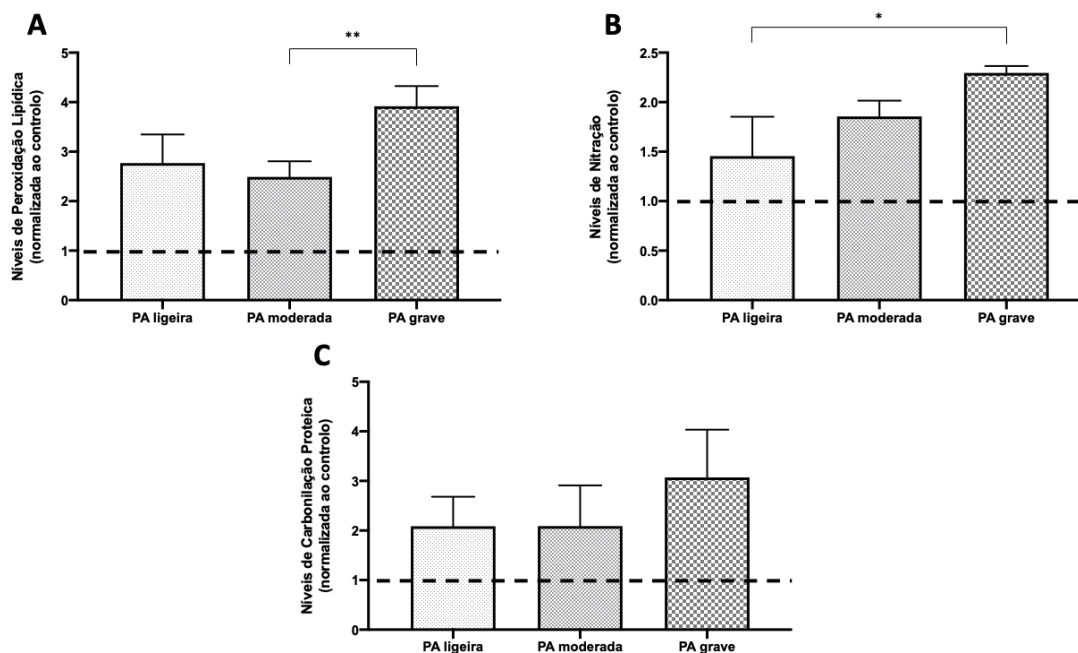 A
**
Níveis de Peroxidação Lipídica
(normalizada ao controlo)
5
4
3
2
1
0
PA ligeira
PA moderada
PA grave
B
*
Níveis de Nitração
(normalizada ao controlo)
2.5
2.0
1.5
1.0
0.5
0.0
PA ligeira
PA moderada
PA grave
C
Níveis de Carbonilação Proteica
(normalizada ao controlo)
5
4
3
2
1
0
PA ligeira
PA moderada
PA grave